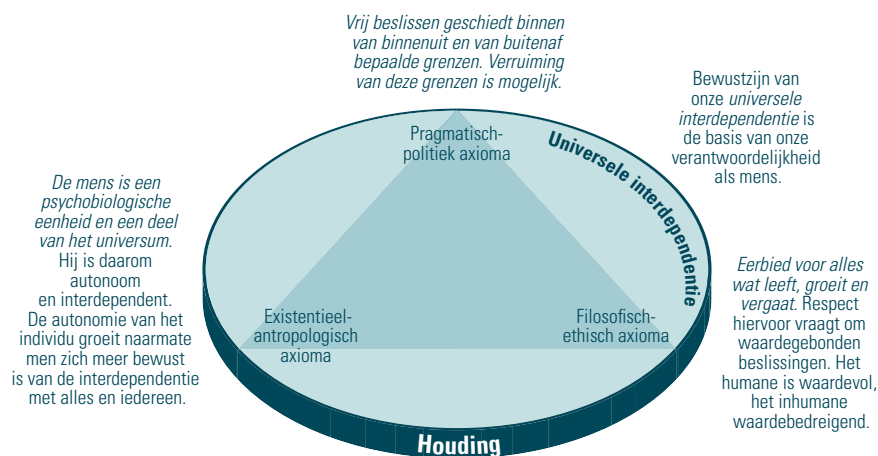 Vrij beslissen geschiedt binnen
van binnenuit en van buitenaf
bepaalde grenzen. Verruiming
van deze grenzen is mogelijk.
Bewustzijn van
onze universele
interdependentie is
de basis van onze
verantwoordelijkheid
als mens.
Pragmatisch-
politiek axioma
Universele interdependentie
De mens is een
psychobiologische
eenheid en een deel
van het universum.
Hij is daarom
autonoom
en interdependent.
De autonomie van het
individu groeit naarmate
men zich meer bewust
is van de interdependentie
met alles en iedereen.
Existentieel-
antropologisch
axioma
Filosofisch-
ethisch axioma
Eerbied voor alles
wat leeft, groeit en
vergaat. Respect
hiervoor vraagt om
waardegebonden
beslissingen. Het
humane is waardevol,
het inhumane
waardebedreigend.
Houding